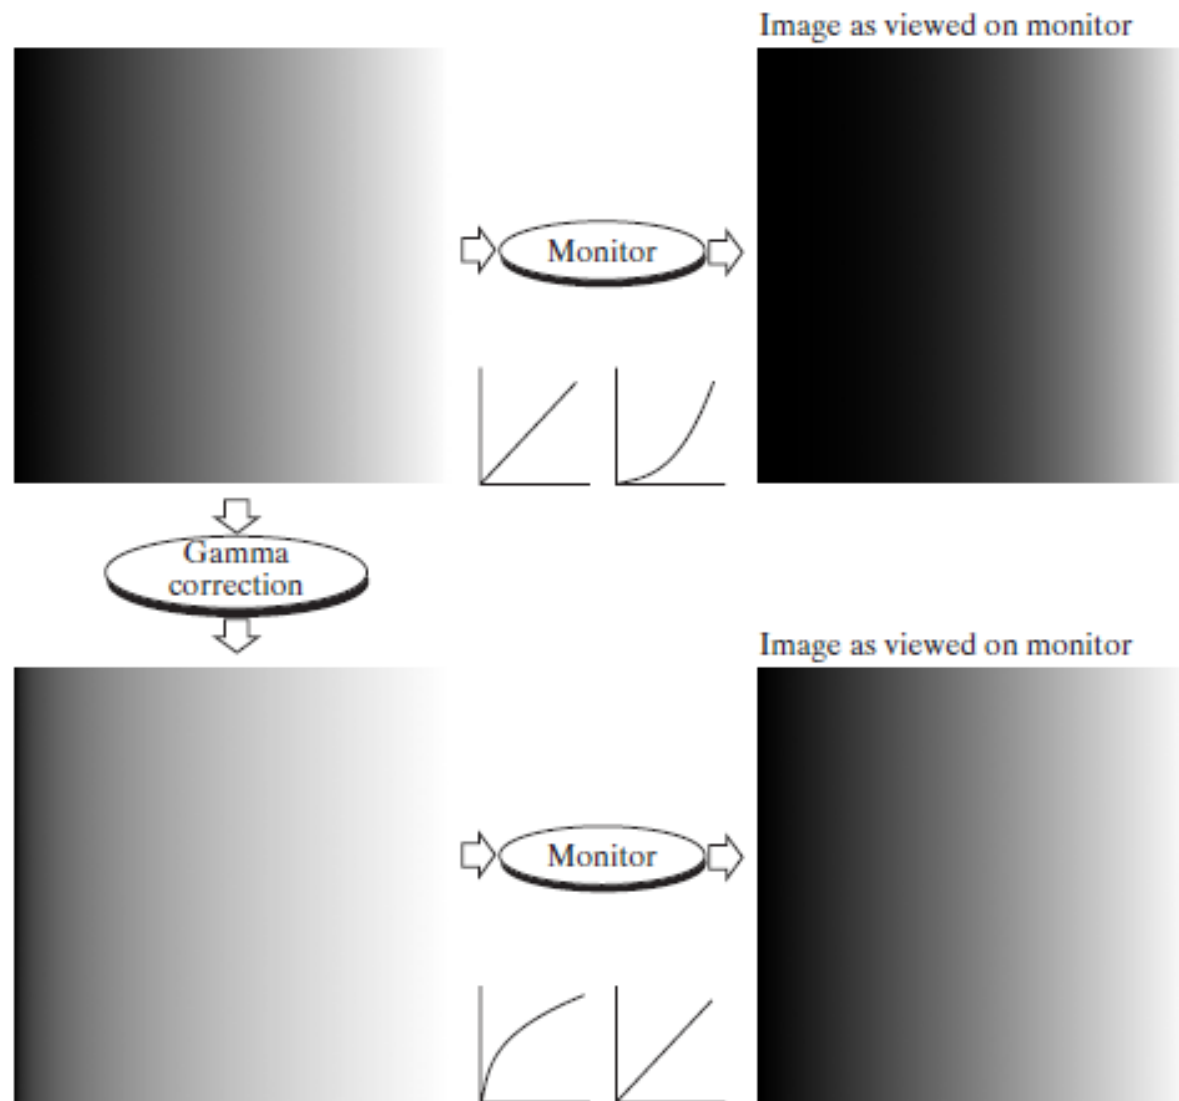 Image as viewed on monitor
Monitor
Gamma
correction
Image as viewed on monitor
Monitor